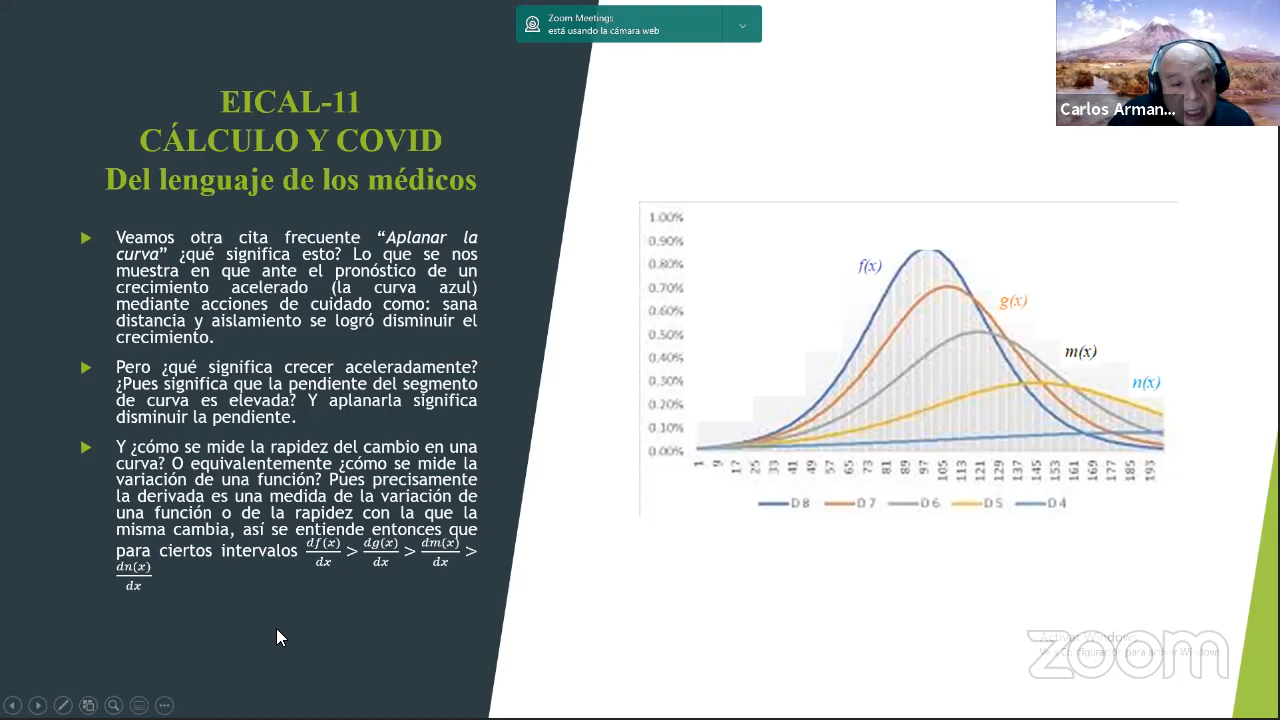 Zoom Meetings
está usando la cámara web
Carlos Arman...
EICAL-11
CÁLCULO Y COVID
Del lenguaje de los médicos
Veamos otra cita frecuente “Aplanar la
curva” ¿qué significa esto? Lo que se nos
muestra en que ante el pronóstico de un
crecimiento acelerado (la curva azul)
mediante acciones de cuidado como: sana
distancia y aislamiento se logró disminuir el
crecimiento.
Pero ¿qué significa crecer aceleradamente?
¿Pues significa que la pendiente del segmento
de curva es elevada? Y aplanarla significa
disminuir la pendiente.
Y ¿cómo se mide la rapidez del cambio en una
curva? O equivalentemente ¿cómo se mide la
variación de una función? Pues precisamente
la derivada es una medida de la variación de
una función o de la rapidez con la que la
misma cambia, así se entiende entonces que
para ciertos intervalos df(x)/dx > dg(x)/dx > dm(x)/dx >
dn(x)/dx
1.00%
0.90%
0.80%
0.70%
0.60%
0.50%
0.40%
0.30%
0.20%
0.10%
0.00%
f(x)
g(x)
m(x)
n(x)
1 9 17 25 33 41 49 57 65 73 81 89 97 105 113 121 129 137 145 153 161 169 177 185 193
D8 D7 D6 D5 D4
Activar Windows
Ve a Configuración para activar Windows.
zoom